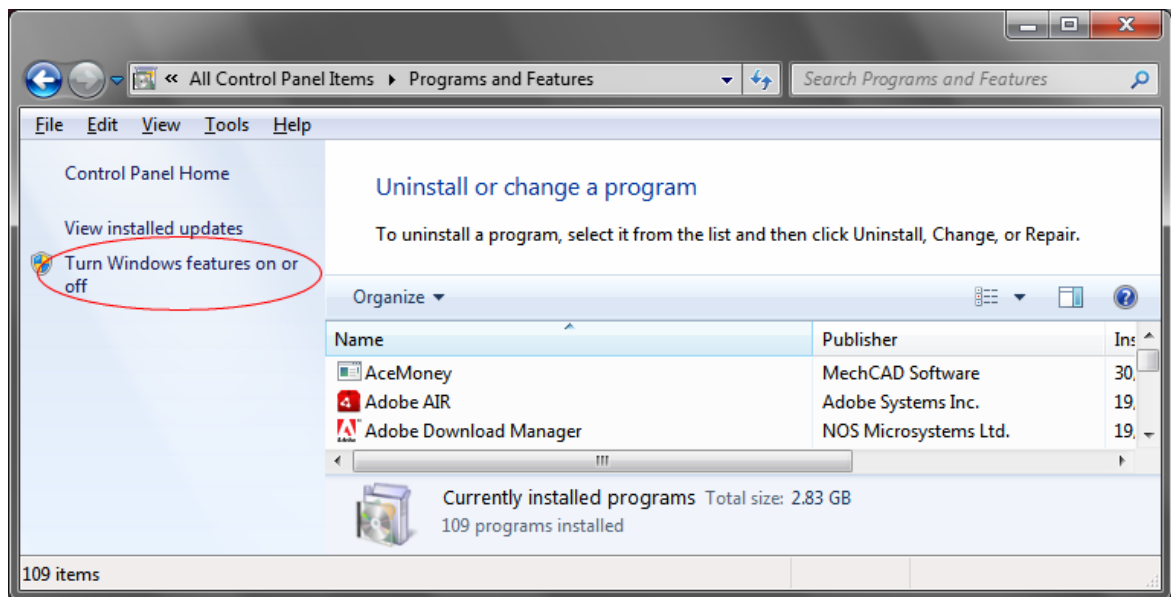 « All Control Panel Items ▸ Programs and Features
Search Programs and Features
File Edit View Tools Help
Control Panel Home
View installed updates
Turn Windows features on or
off
Uninstall or change a program
To uninstall a program, select it from the list and then click Uninstall, Change, or Repair.
Organize
Name Publisher Ins
AceMoney MechCAD Software 30,
Adobe AIR Adobe Systems Inc. 19,
Adobe Download Manager NOS Microsystems Ltd. 19,
Currently installed programs Total size: 2.83 GB
109 programs installed
109 items